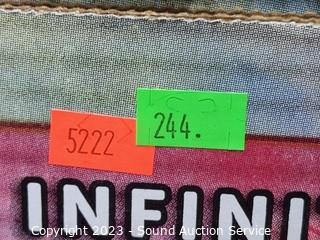 244.
5222
INFINI
Copyright 2023 - Sound Auction Service